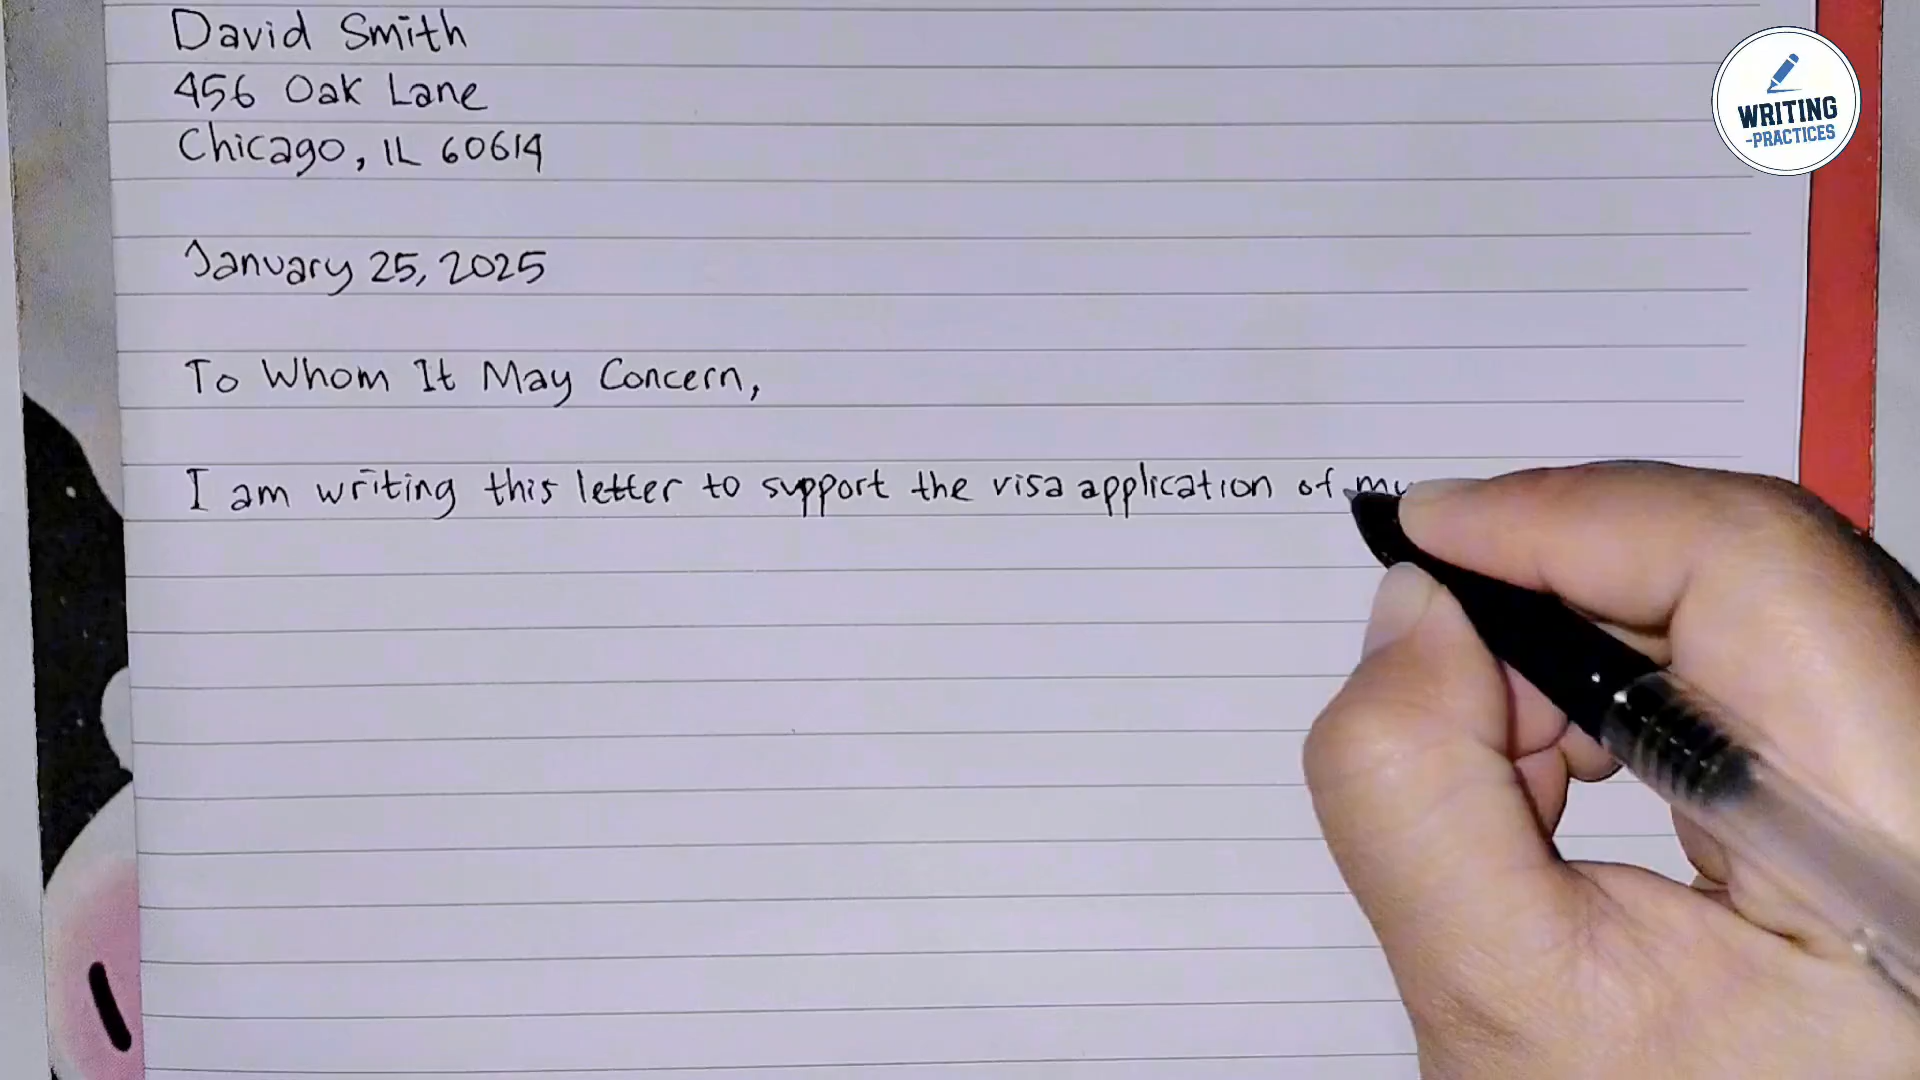 David Smith
456 Oak Lane
Chicago, IL 60614
January 25, 2025
To Whom It May Concern,
I am writing this letter to support the visa application of my
WRITING
-PRACTICES